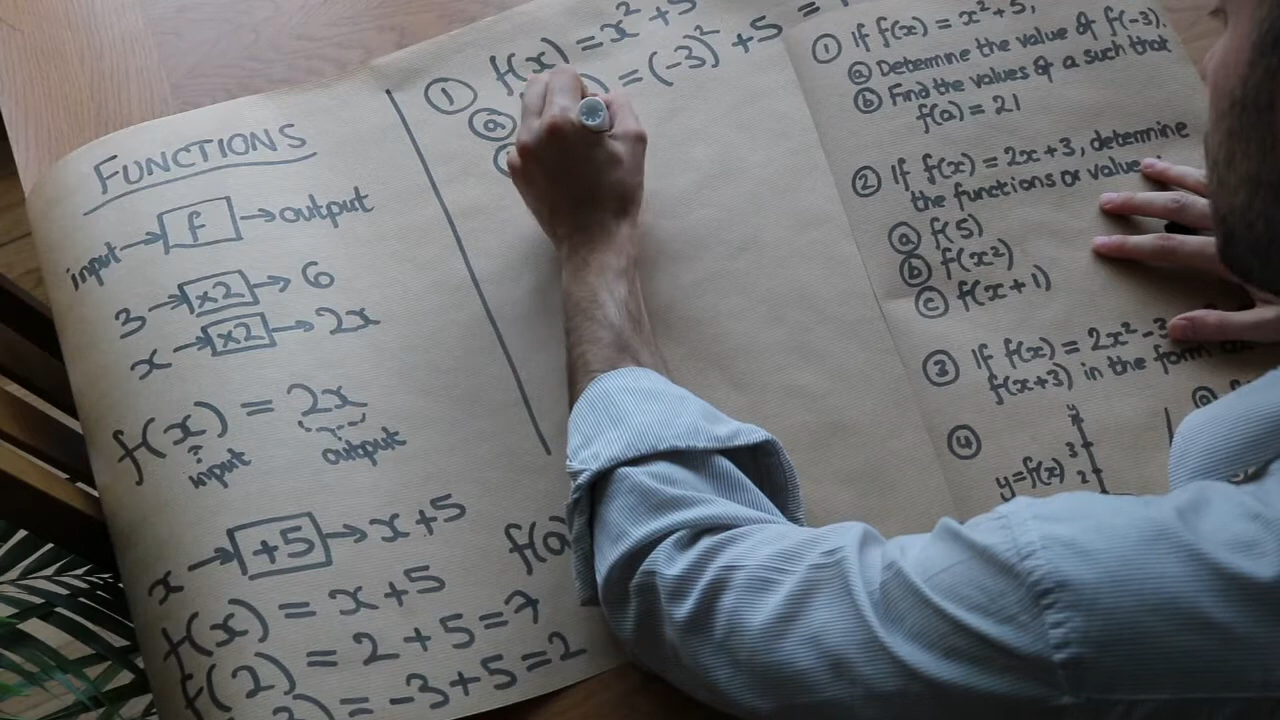 FUNCTIONS
input → f → output
3 → ×2 → 6
x → ×2 → 2x
f(x) = 2x
input output
x → +5 → x+5
f(x) = x+5
f(2) = 2+5=7
= -3+5=2
f(a)
① f(x) = x²+5
ⓐ = (-3)² +5 =
① If f(x) = x²+5,
ⓐ Determine the value of f(-3).
ⓑ Find the values of a such that
f(a) = 21
② If f(x) = 2x+3, determine
the functions or value
ⓐ f(5)
ⓑ f(x²)
ⓒ f(x+1)
③ If f(x) = 2x²-3
f(x+3) in the form
④
y
3
y=f(x) 2